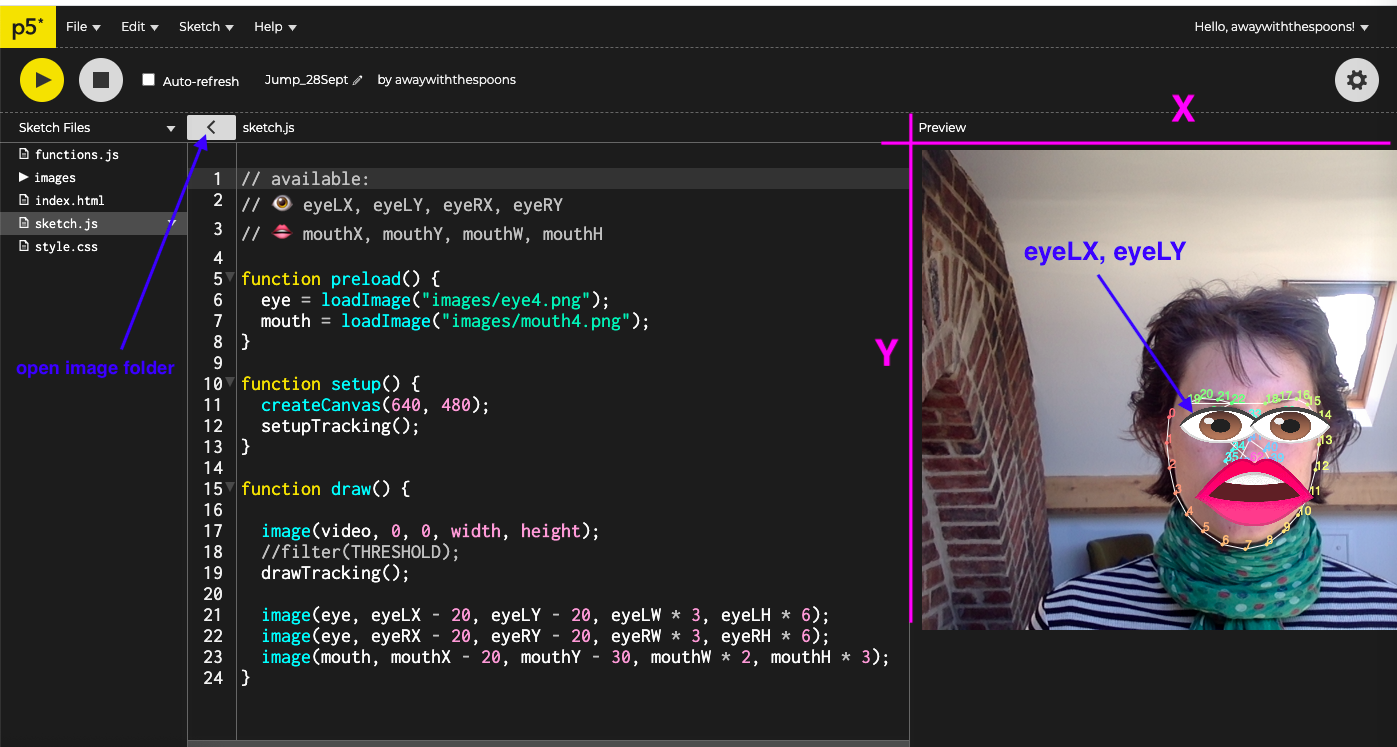 p5*
File Edit Sketch Help
Hello, awaywiththespoons!
Auto-refresh Jump_28Sept by awaywiththespoons
X
Sketch Files
sketch.js
Preview
functions.js
images
index.html
sketch.js
style.css
open image folder
1 // available:
2 // 👁 eyeLX, eyeLY, eyeRX, eyeRY
3 // 👄 mouthX, mouthY, mouthW, mouthH
4
5 function preload() {
6 eye = loadImage("images/eye4.png");
7 mouth = loadImage("images/mouth4.png");
8 }
9
10 function setup() {
11 createCanvas(640, 480);
12 setupTracking();
13 }
14
15 function draw() {
16
17 image(video, 0, 0, width, height);
18 //filter(THRESHOLD);
19 drawTracking();
20
21 image(eye, eyeLX - 20, eyeLY - 20, eyeLW * 3, eyeLH * 6);
22 image(eye, eyeRX - 20, eyeRY - 20, eyeRW * 3, eyeRH * 6);
23 image(mouth, mouthX - 20, mouthY - 30, mouthW * 2, mouthH * 3);
24 }
Y
eyeLX, eyeLY
19 20 21 22 18 17 16 15
0 14
1 13
34
35
2 12
3 11
4 10
5 9
6 7 8